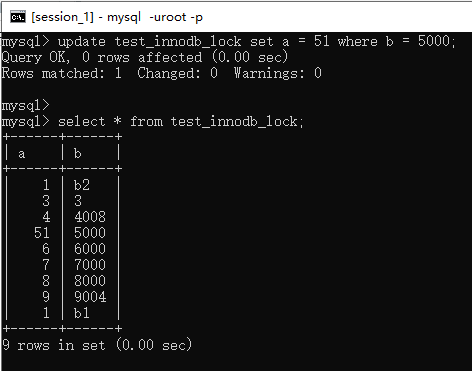 [session_1] - mysql -uroot -p
mysql> update test_innodb_lock set a = 51 where b = 5000;
Query OK, 0 rows affected (0.00 sec)
Rows matched: 1  Changed: 0  Warnings: 0
mysql>
mysql> select * from test_innodb_lock;
+------+------+
| a    | b    |
+------+------+
|    1 | b2   |
|    3 | 3    |
|    4 | 4008 |
|   51 | 5000 |
|    6 | 6000 |
|    7 | 7000 |
|    8 | 8000 |
|    9 | 9004 |
|    1 | b1   |
+------+------+
9 rows in set (0.00 sec)